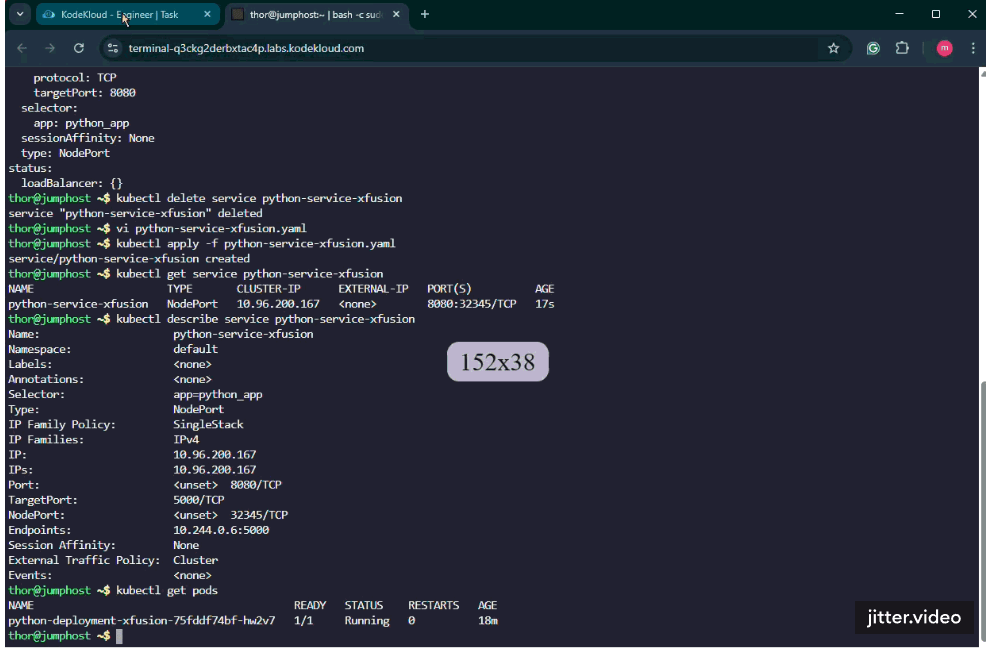 KodeKloud - Engineer | Task
thor@jumphost:~ | bash -c sudo
terminal-q3ckg2derbxtac4p.labs.kodekloud.com
m
protocol: TCP
targetPort: 8080
selector:
app: python_app
sessionAffinity: None
type: NodePort
status:
loadBalancer: {}
thor@jumphost ~$ kubectl delete service python-service-xfusion
service "python-service-xfusion" deleted
thor@jumphost ~$ vi python-service-xfusion.yaml
thor@jumphost ~$ kubectl apply -f python-service-xfusion.yaml
service/python-service-xfusion created
thor@jumphost ~$ kubectl get service python-service-xfusion
NAME TYPE CLUSTER-IP EXTERNAL-IP PORT(S) AGE
python-service-xfusion NodePort 10.96.200.167 <none> 8080:32345/TCP 17s
thor@jumphost ~$ kubectl describe service python-service-xfusion
Name: python-service-xfusion
Namespace: default
Labels: <none>
Annotations: <none>
Selector: app=python_app
Type: NodePort
IP Family Policy: SingleStack
IP Families: IPv4
IP: 10.96.200.167
IPs: 10.96.200.167
Port: <unset> 8080/TCP
TargetPort: 5000/TCP
NodePort: <unset> 32345/TCP
Endpoints: 10.244.0.6:5000
Session Affinity: None
External Traffic Policy: Cluster
Events: <none>
thor@jumphost ~$ kubectl get pods
NAME READY STATUS RESTARTS AGE
python-deployment-xfusion-75fddf74bf-hw2v7 1/1 Running 0 18m
thor@jumphost ~$
152x38
jitter.video